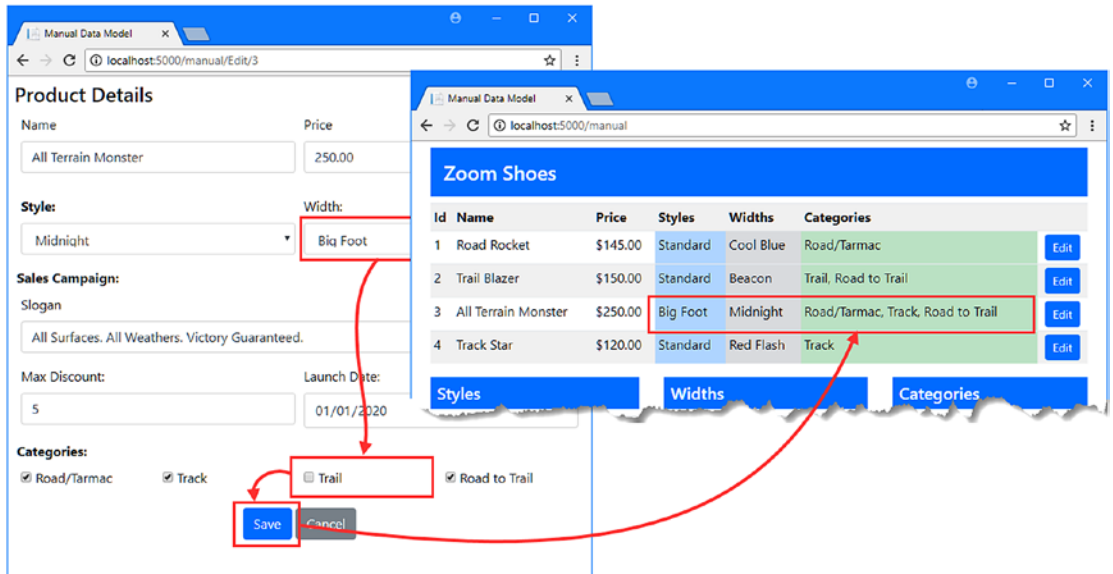 Manual Data Model
localhost:5000/manual/Edit/3
Product Details
Name Price
All Terrain Monster 250.00
Style: Width:
Midnight Big Foot
Sales Campaign:
Slogan
All Surfaces. All Weathers. Victory Guaranteed.
Max Discount: Launch Date:
5 01/01/2020
Categories:
Road/Tarmac Track Trail Road to Trail
Save Cancel
Manual Data Model
localhost:5000/manual
Zoom Shoes
Id Name Price Styles Widths Categories
1 Road Rocket $145.00 Standard Cool Blue Road/Tarmac Edit
2 Trail Blazer $150.00 Standard Beacon Trail, Road to Trail Edit
3 All Terrain Monster $250.00 Big Foot Midnight Road/Tarmac, Track, Road to Trail Edit
4 Track Star $120.00 Standard Red Flash Track Edit
Styles Widths Categories